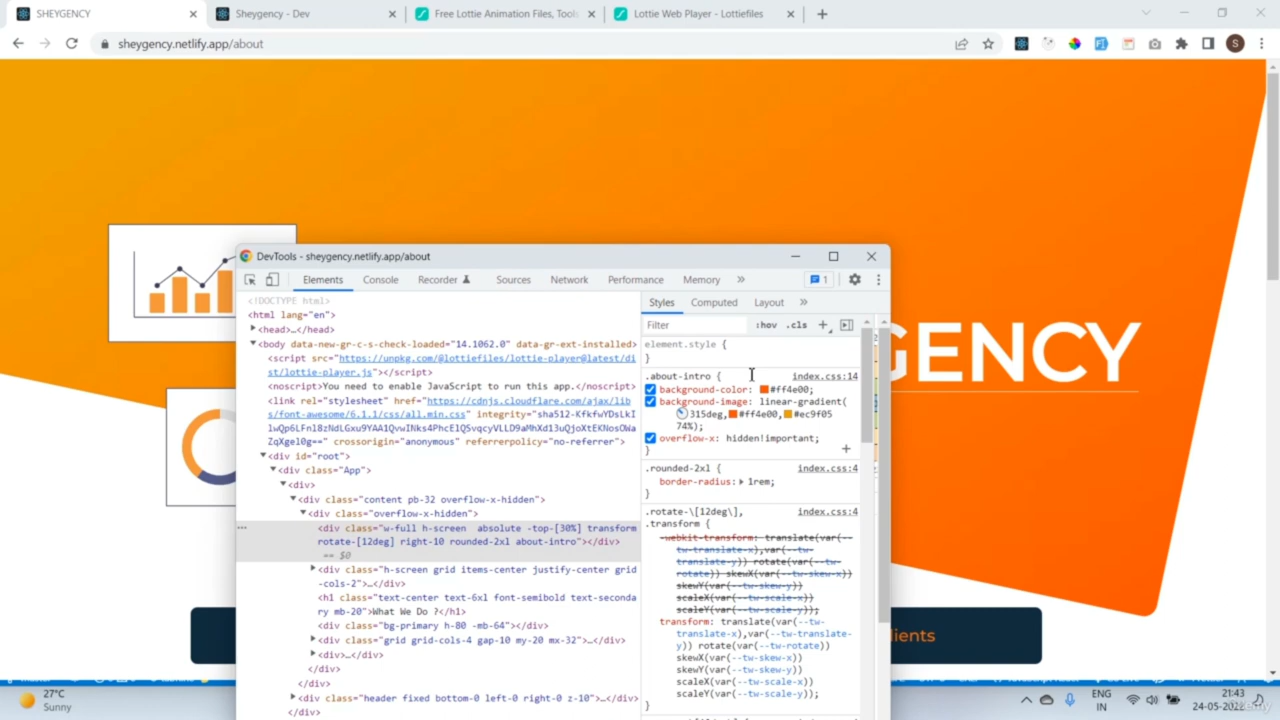 SHEYGENCY
Sheygency - Dev
Free Lottie Animation Files, Tools
Lottie Web Player - Lottiefiles
sheygency.netlify.app/about
S
GENCY
DevTools - sheygency.netlify.app/about
Elements
Console
Recorder
Sources
Network
Performance
Memory
»
1
<!DOCTYPE html>
<html lang="en">
<head>…</head>
<body data-new-gr-c-s-check-loaded="14.1062.0" data-gr-ext-installed>
<script src="https://unpkg.com/@lottiefiles/lottie-player@latest/di
st/lottie-player.js"></script>
<noscript>You need to enable JavaScript to run this app.</noscript>
<link rel="stylesheet" href="https://cdnjs.cloudflare.com/ajax/lib
s/font-awesome/6.1.1/css/all.min.css" integrity="sha512-KfkfwYDsLkI
crossorigin="anonymous" referrerpolicy="no-referrer">
<div id="root">
<div class="App">
<div>
<div class="content pb-32 overflow-x-hidden">
<div class="overflow-x-hidden">
<div class="w-full h-screen absolute -top-[30%] transform
rotate-[12deg] right-10 rounded-2xl about-intro"></div>
== $0
<div class="h-screen grid items-center justify-center grid
-cols-2">…</div>
<h1 class="text-center text-6xl font-semibold text-seconda
ry mb-20">What We Do ?</h1>
<div class="bg-primary h-80 -mb-64"></div>
<div class="grid grid-cols-4 gap-10 my-20 mx-32">…</div>
<div>…</div>
</div>
</div>
<div class="header fixed bottom-0 left-0 right-0 z-10">…</div>
</div>
Styles
Computed
Layout
»
Filter
:hov
.cls
+
element.style {
}
.about-intro {
index.css:14
background-color: #ff4e00;
background-image: linear-gradient(
315deg,#ff4e00,#ec9f05
74%);
overflow-x: hidden!important;
}
.rounded-2xl {
index.css:4
border-radius: 1rem;
}
.rotate-\[12deg\],
index.css:4
.transform {
-webkit-transform: translate(var(--
tw-translate-x),var(--tw-
translate-y)) rotate(var(--tw-
rotate)) skewX(var(--tw-skew-x))
skewY(var(--tw-skew-y))
scaleX(var(--tw-scale-x))
scaleY(var(--tw-scale-y));
transform: translate(var(--tw-
translate-x),var(--tw-translate-
y)) rotate(var(--tw-rotate))
skewX(var(--tw-skew-x))
skewY(var(--tw-skew-y))
scaleX(var(--tw-scale-x))
scaleY(var(--tw-scale-y));
}
lients
27°C
Sunny
ENG
IN
21:43
24-05-2022